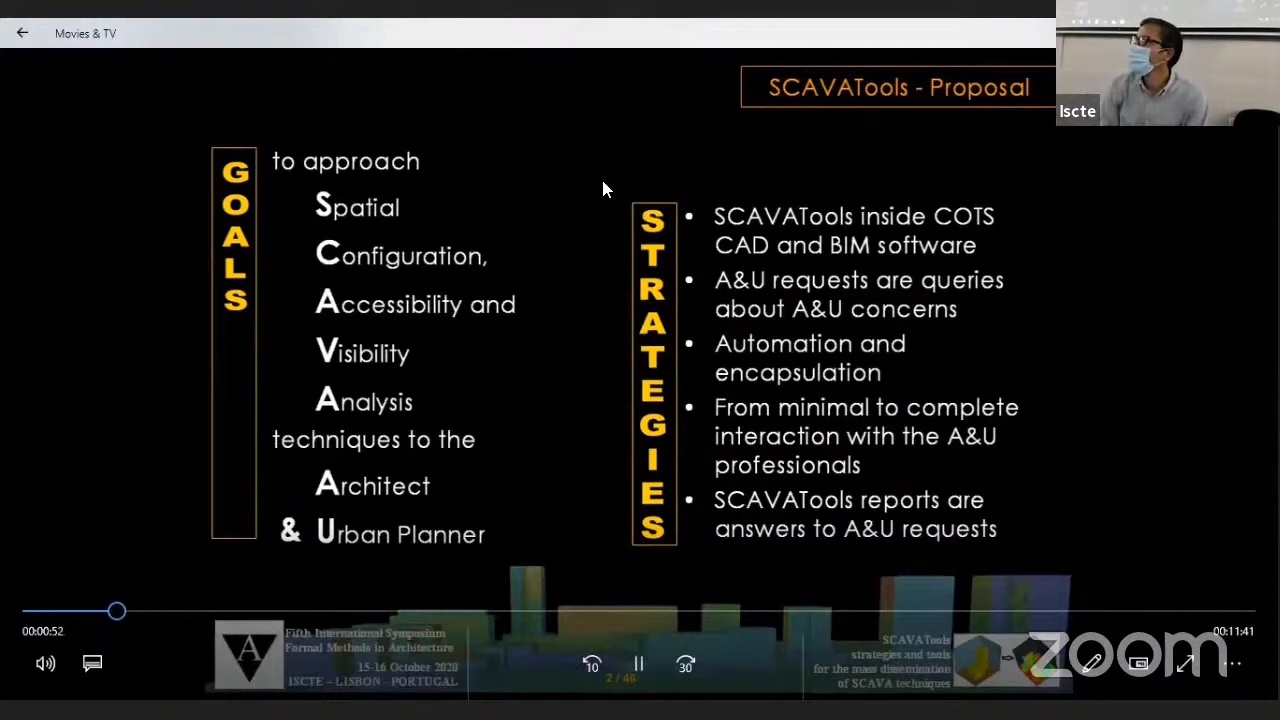 Movies & TV
SCAVATools - Proposal
Iscte
GOALS
to approach
Spatial
Configuration,
Accessibility and
Visibility
Analysis
techniques to the
Architect
& Urban Planner
STRATEGIES
• SCAVATools inside COTS
CAD and BIM software
• A&U requests are queries
about A&U concerns
• Automation and
encapsulation
• From minimal to complete
interaction with the A&U
professionals
• SCAVATools reports are
answers to A&U requests
00:00:52
00:11:41
A
Fifth International Symposium
Formal Methods in Architecture
15-16 October 2020
ISCTE – LISBON - PORTUGAL
10
30
2 / 46
SCAVATools
strategies and tools
for the mass dissemination
of SCAVA techniques
zoom